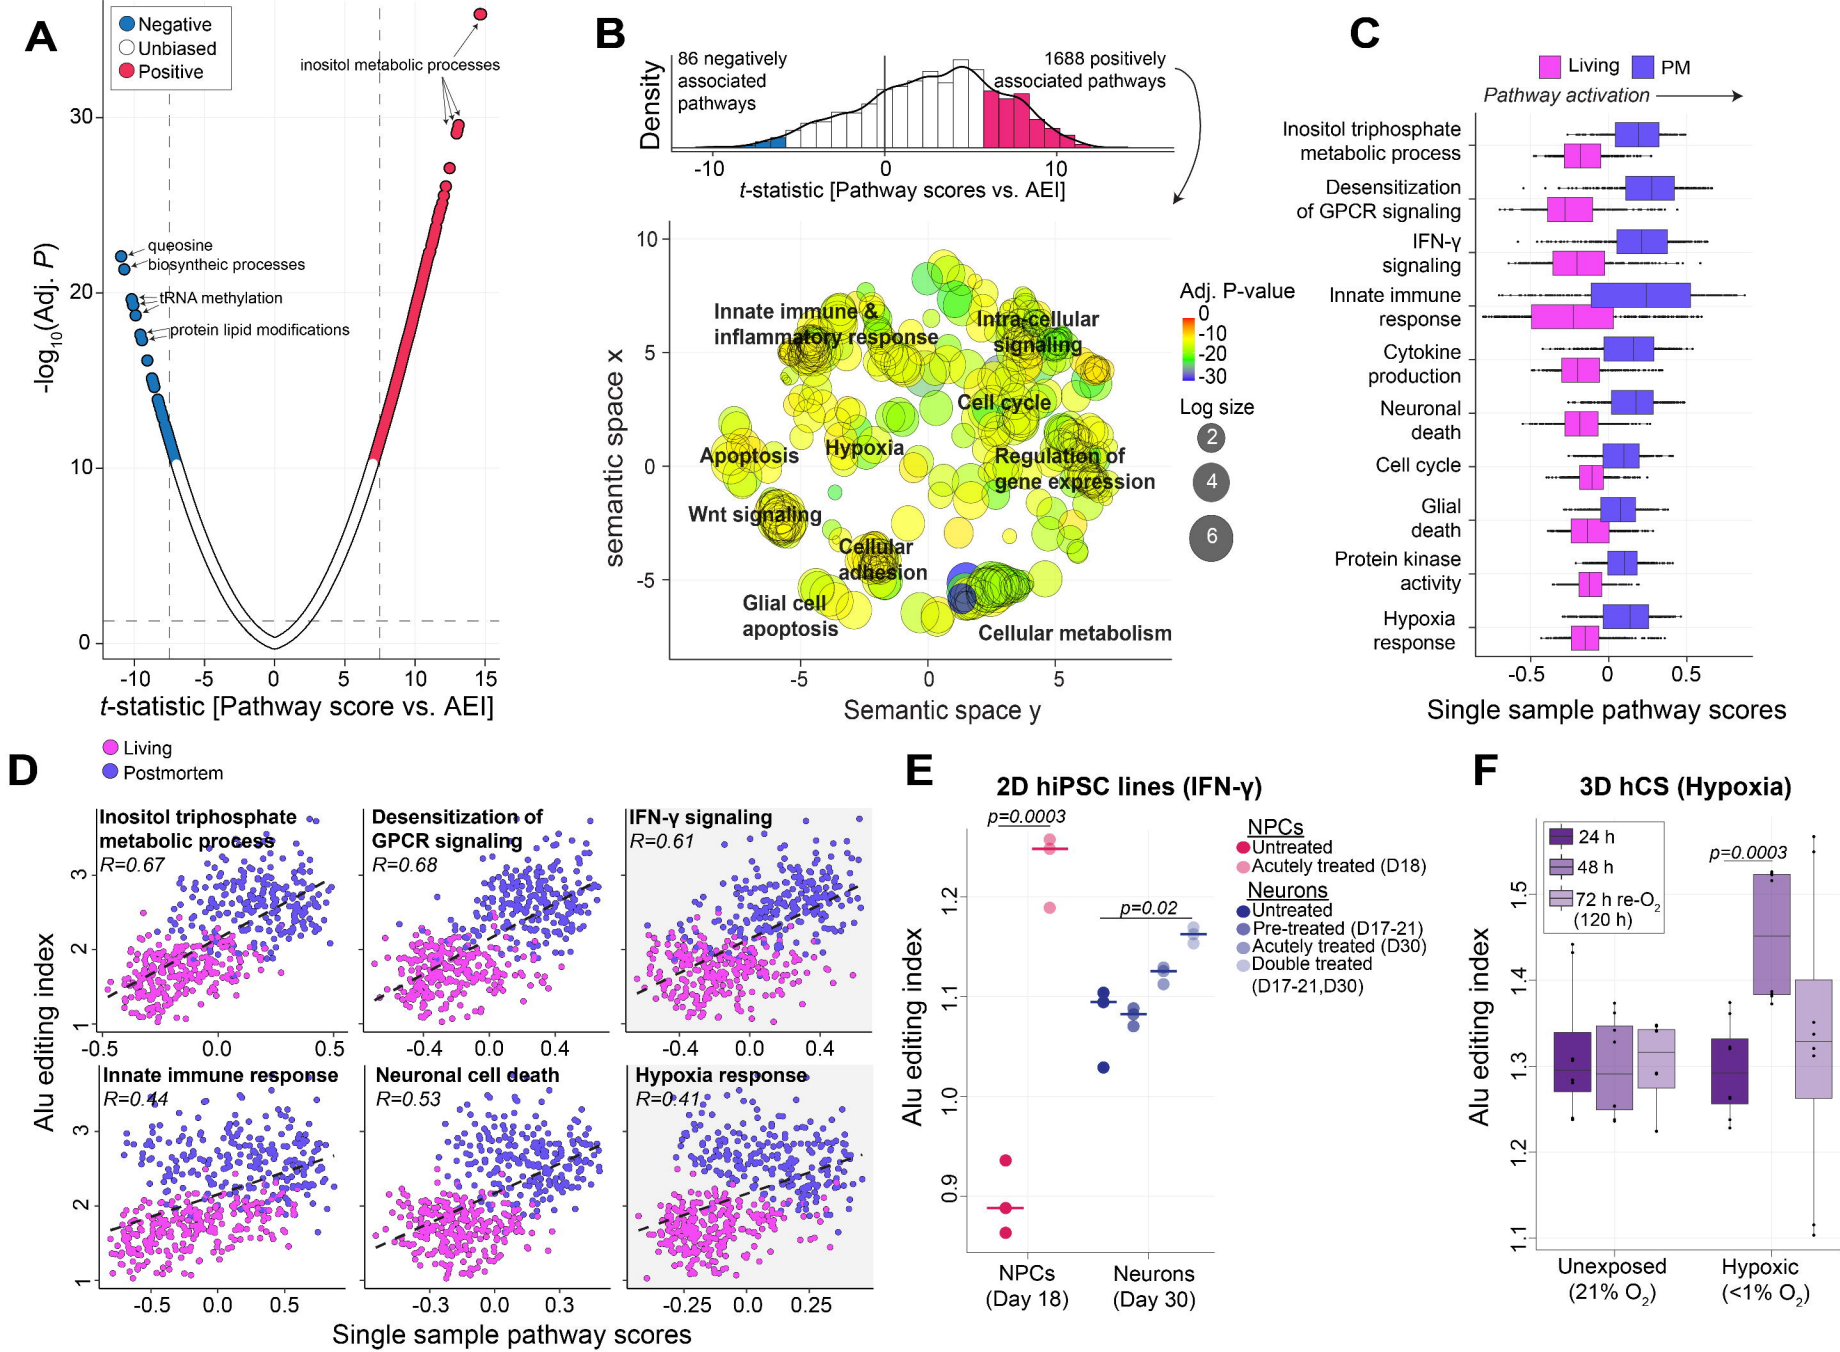 A
Negative
Unbiased
Positive
inositol metabolic processes
queosine
biosyntheic processes
tRNA methylation
protein lipid modifications
-log10(Adj. P)
30
20
10
0
-10
-5
0
5
10
15
t-statistic [Pathway score vs. AEI]
B
86 negatively
associated
pathways
1688 positively
associated pathways
Density
-10
0
10
t-statistic [Pathway scores vs. AEI]
semantic space x
10
5
0
-5
Innate immune &
inflammatory response
Intra-cellular
signaling
Cell cycle
Hypoxia
Apoptosis
Regulation of
gene expression
Wnt signaling
Cellular
adhesion
Glial cell
apoptosis
Cellular metabolism
-5
0
5
Semantic space y
Adj. P-value
0
-10
-20
-30
Log size
2
4
6
C
Living
PM
Pathway activation
Inositol triphosphate
metabolic process
Desensitization
of GPCR signaling
IFN-γ
signaling
Innate immune
response
Cytokine
production
Neuronal
death
Cell cycle
Glial
death
Protein kinase
activity
Hypoxia
response
-0.5
0
0.5
Single sample pathway scores
D
Living
Postmortem
Alu editing index
Inositol triphosphate
metabolic process
R=0.67
3
2
1
-0.5
0.0
0.5
Desensitization of
GPCR signaling
R=0.68
-0.4
0.0
0.4
IFN-γ signaling
R=0.61
-0.4
0.0
0.4
Innate immune response
R=0.44
3
2
1
-0.5
0.0
0.5
Neuronal cell death
R=0.53
-0.3
0.0
0.3
Hypoxia response
R=0.41
-0.25
0.0
0.25
Single sample pathway scores
E
2D hiPSC lines (IFN-γ)
p=0.0003
p=0.02
Alu editing index
1.2
1.1
1.0
0.9
NPCs
(Day 18)
Neurons
(Day 30)
NPCs
Untreated
Acutely treated (D18)
Neurons
Untreated
Pre-treated (D17-21)
Acutely treated (D30)
Double treated
(D17-21,D30)
F
3D hCS (Hypoxia)
24 h
48 h
72 h re-O2
(120 h)
p=0.0003
Alu editing index
1.5
1.4
1.3
1.2
1.1
Unexposed
(21% O2)
Hypoxic
(<1% O2)